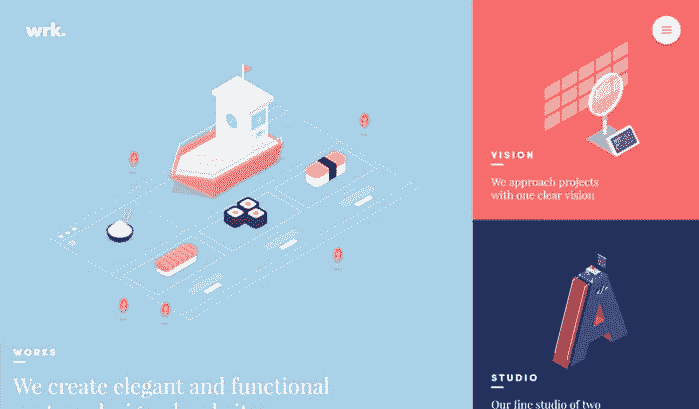 wrk.
WORKS
We create elegant and functional
VISION
We approach projects
with one clear vision
STUDIO
Our fine studio of two